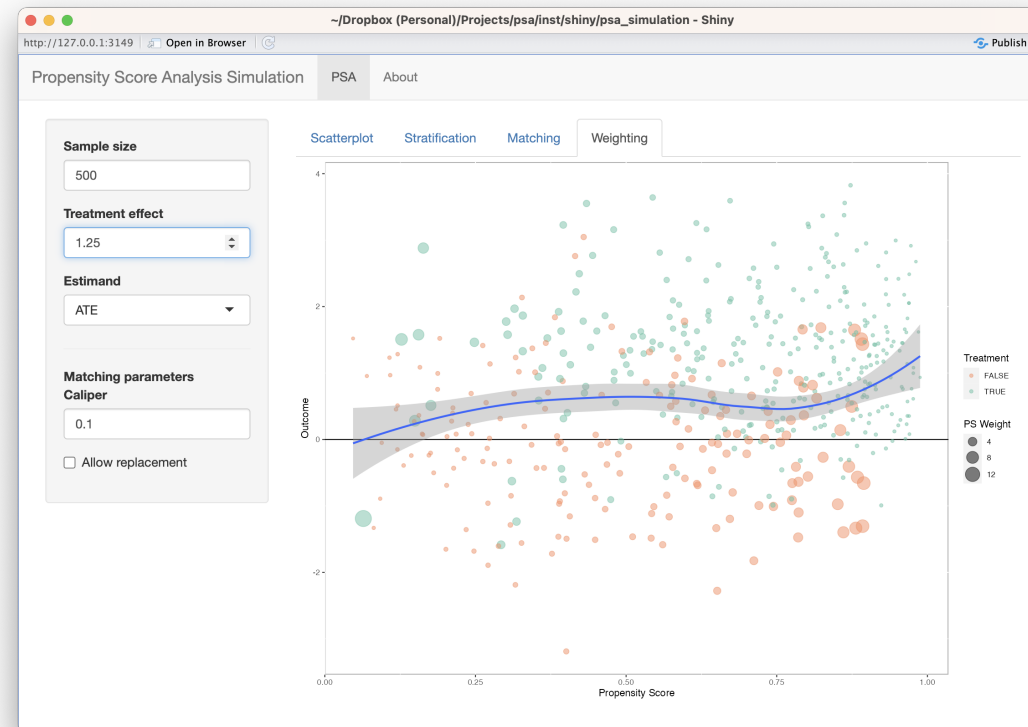 ~/Dropbox (Personal)/Projects/psa/inst/shiny/psa_simulation - Shiny
http://127.0.0.1:3149 Open in Browser Publish
Propensity Score Analysis Simulation PSA About
Scatterplot Stratification Matching Weighting
Sample size
500
Treatment effect
1.25
Estimand
ATE
Matching parameters
Caliper
0.1
Allow replacement
Outcome
4
2
0
-2
0.00 0.25 0.50 0.75 1.00
Propensity Score
Treatment
FALSE
TRUE
PS Weight
4
8
12